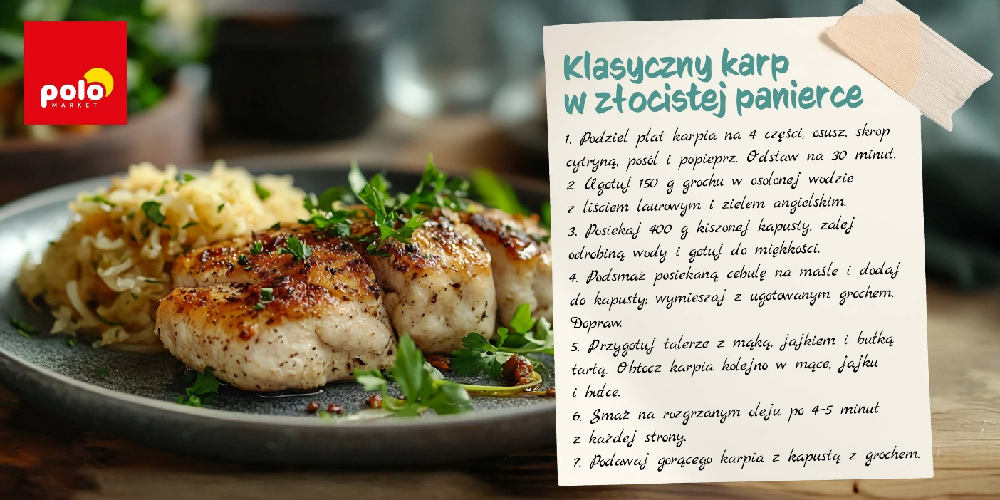 polo
MARKET
Klasyczny karp
w złocistej panierce
1. Podziel płat karpia na 4 części, osusz, skrop
cytryną, posól i popieprz. Odstaw na 30 minut.
2. Ugotuj 150 g grochu w osolonej wodzie
z liściem laurowym i zielem angielskim.
3. Posiekaj 400 g kiszonej kapusty, zalej
odrobiną wody i gotuj do miękkości.
4. Podsmaż posiekaną cebulę na maśle i dodaj
do kapusty; wymieszaj z ugotowanym grochem.
Dopraw.
5. Przygotuj talerze z mąką, jajkiem i bułką
tartą. Obtocz karpia kolejno w mące, jajku
i bułce.
6. Smaż na rozgrzanym oleju po 4-5 minut
z każdej strony.
7. Podawaj gorącego karpia z kapustą z grochem.